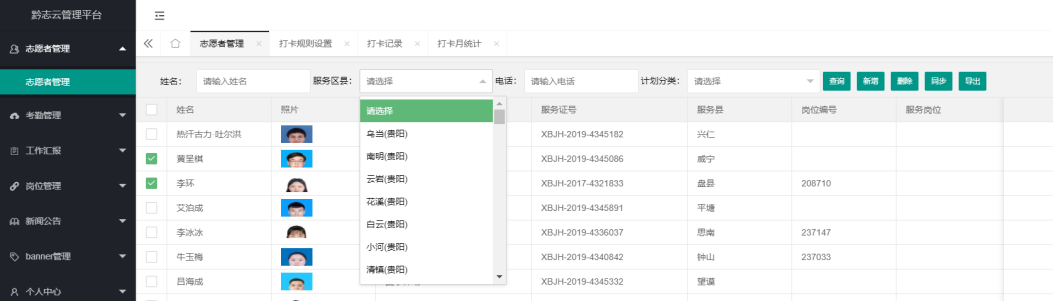 黔志云管理平台
志愿者管理
志愿者管理
考勤管理
工作汇报
岗位管理
新闻公告
banner管理
个人中心
志愿者管理 × 打卡规则设置 × 打卡记录 × 打卡月统计 ×
姓名: 请输入姓名 服务区县: 请选择 电话: 请输入电话 计划分类: 请选择 查询 新增 删除 同步 导出
姓名 照片 服务证号 服务县 岗位编号 服务岗位
请选择
乌当(贵阳)
南明(贵阳)
云岩(贵阳)
花溪(贵阳)
白云(贵阳)
小河(贵阳)
清镇(贵阳)
热汗古力·吐尔洪 XBJH-2019-4345182 兴仁
黄呈棋 XBJH-2019-4345086 威宁
李环 XBJH-2017-4321833 盘县 208710
艾泊成 XBJH-2019-4345891 平塘
李冰冰 XBJH-2019-4336037 思南 237147
牛玉梅 XBJH-2019-4340842 钟山 237033
吕海成 XBJH-2019-4345332 望谟